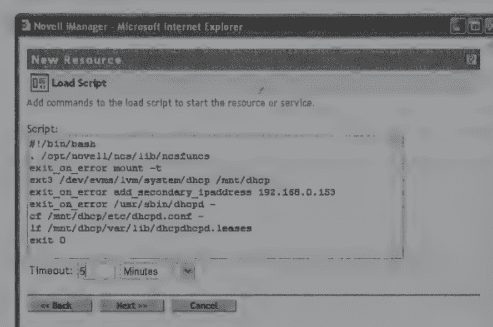 Novell iManager - Microsoft Internet Explorer
New Resource
Load Script
Add commands to the load script to start the resource or service.
Script:
#!/bin/bash
. /opt/novell/ncs/lib/ncsfuncs
exit_on_error mount -t
ext3 /dev/evms/lvm/system/dhcp /mnt/dhcp
exit_on_error add_secondary_ipaddress 192.168.0.153
exit_on_error /usr/sbin/dhcpd -
cf /mnt/dhcp/etc/dhcpd.conf -
lf /mnt/dhcp/var/lib/dhcpdhcpd.leases
exit 0
Timeout: 5 Minutes
<< Back Next >> Cancel